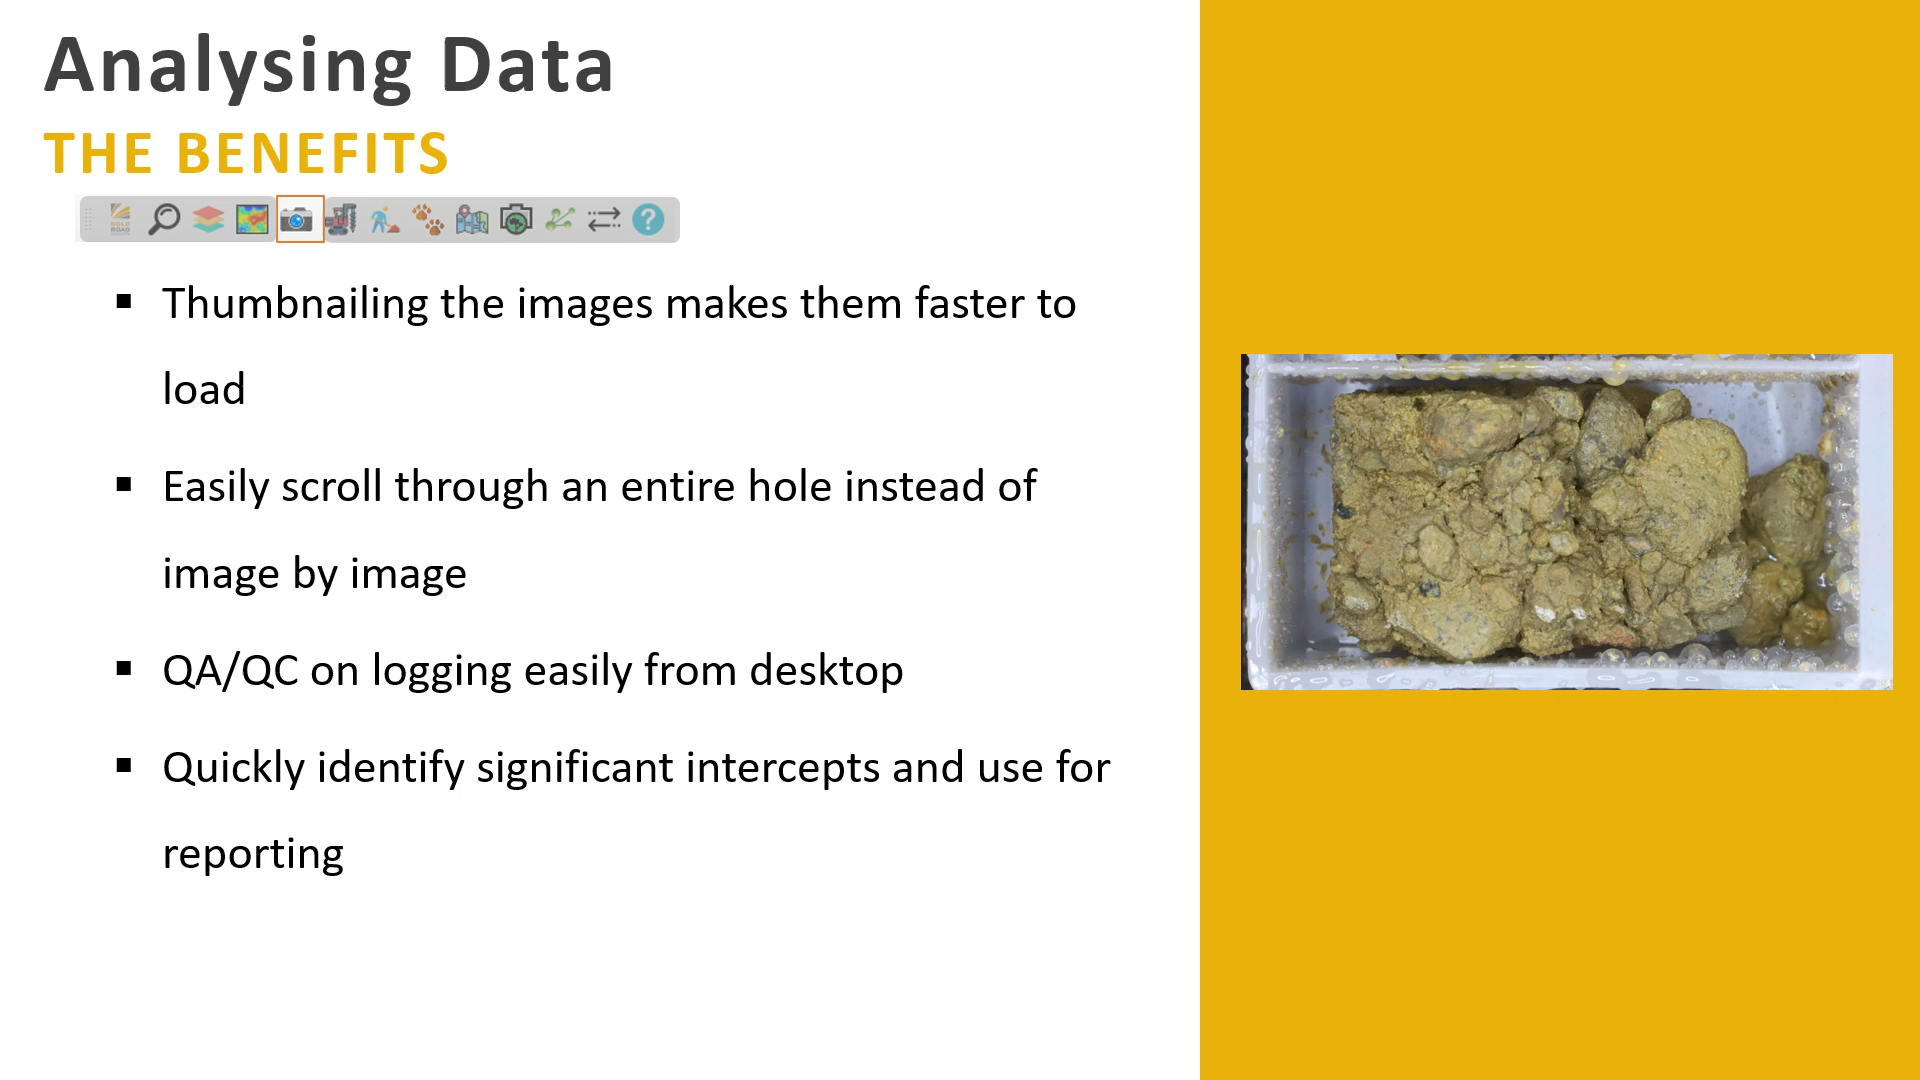 Analysing Data
THE BENEFITS
GOLD
ROAD
?
▪ Thumbnailing the images makes them faster to
load
▪ Easily scroll through an entire hole instead of
image by image
▪ QA/QC on logging easily from desktop
▪ Quickly identify significant intercepts and use for
reporting